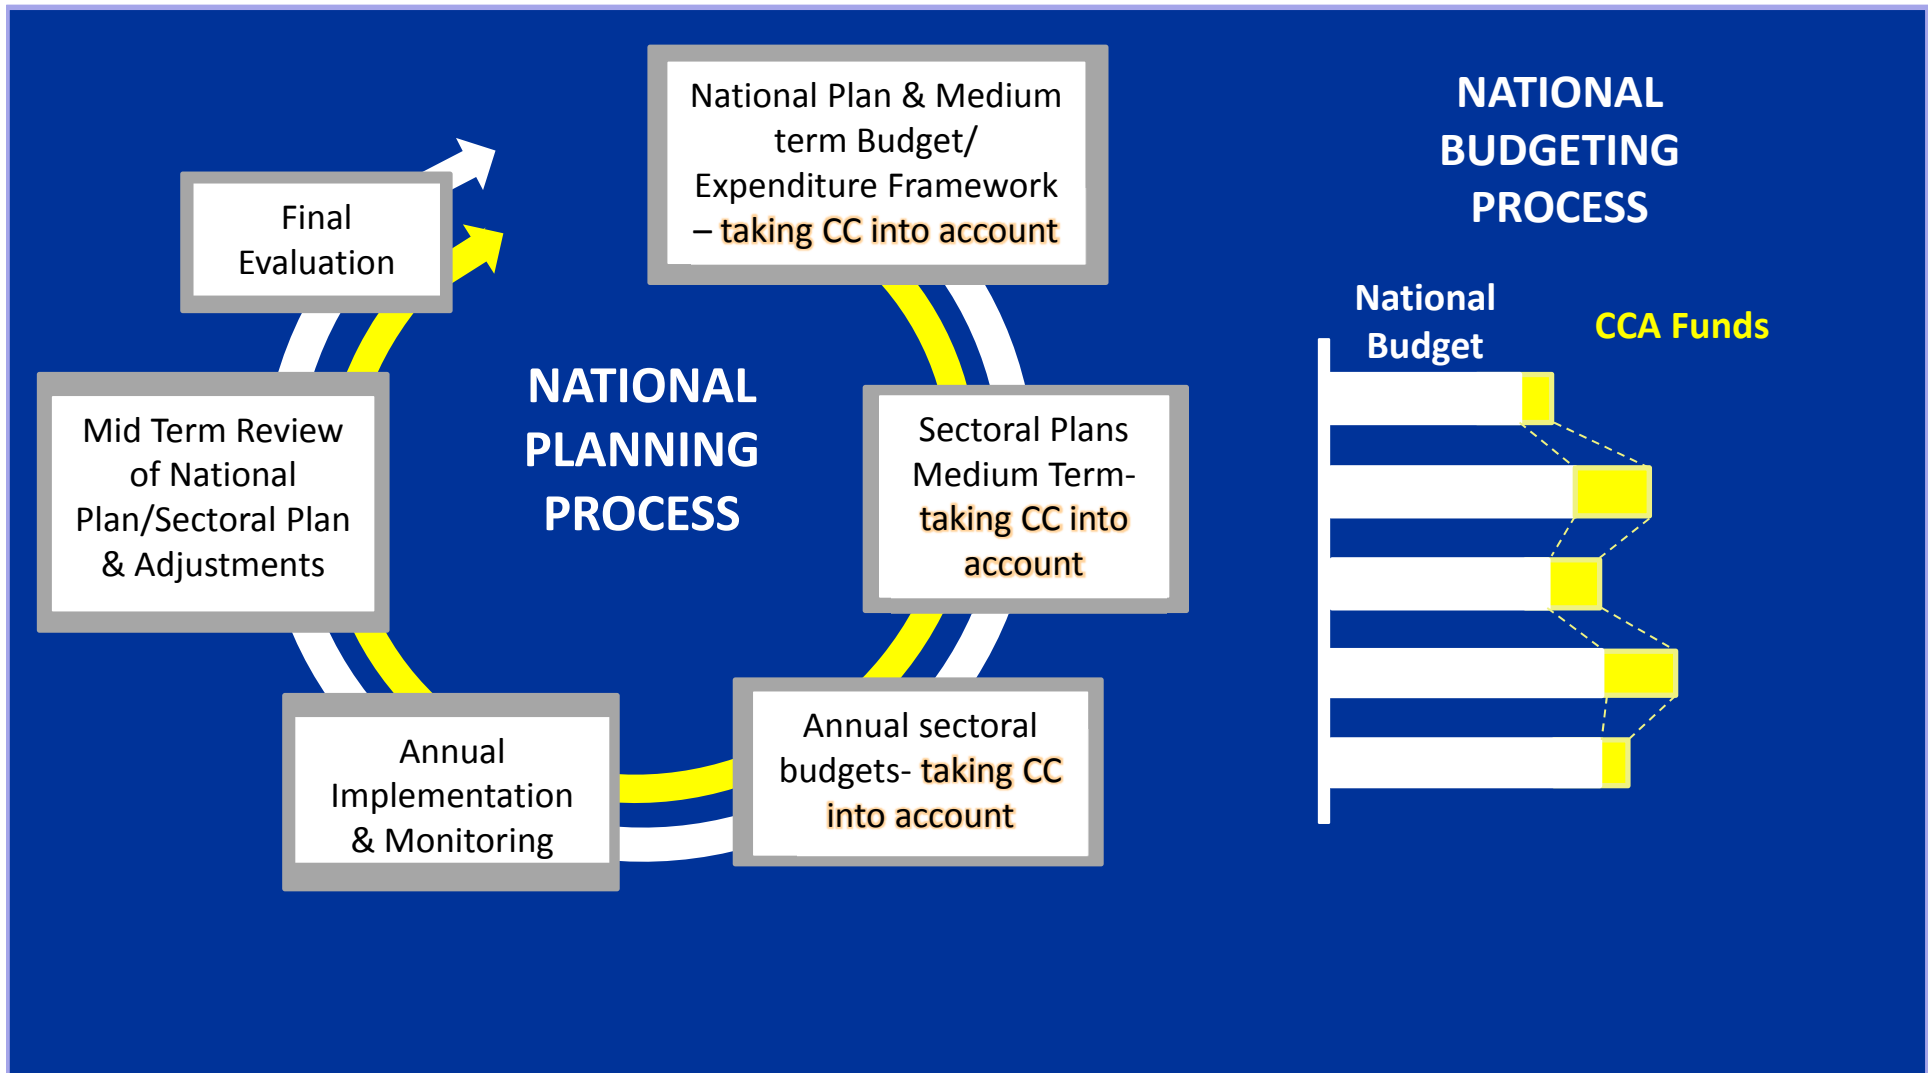 National Plan & Medium
term Budget/
Expenditure Framework
– taking CC into account
Sectoral Plans
Medium Term-
taking CC into
account
Annual sectoral
budgets- taking CC
into account
Annual
Implementation
& Monitoring
Mid Term Review
of National
Plan/Sectoral Plan
& Adjustments
Final
Evaluation
NATIONAL
PLANNING
PROCESS
NATIONAL
BUDGETING
PROCESS
National
Budget
CCA Funds